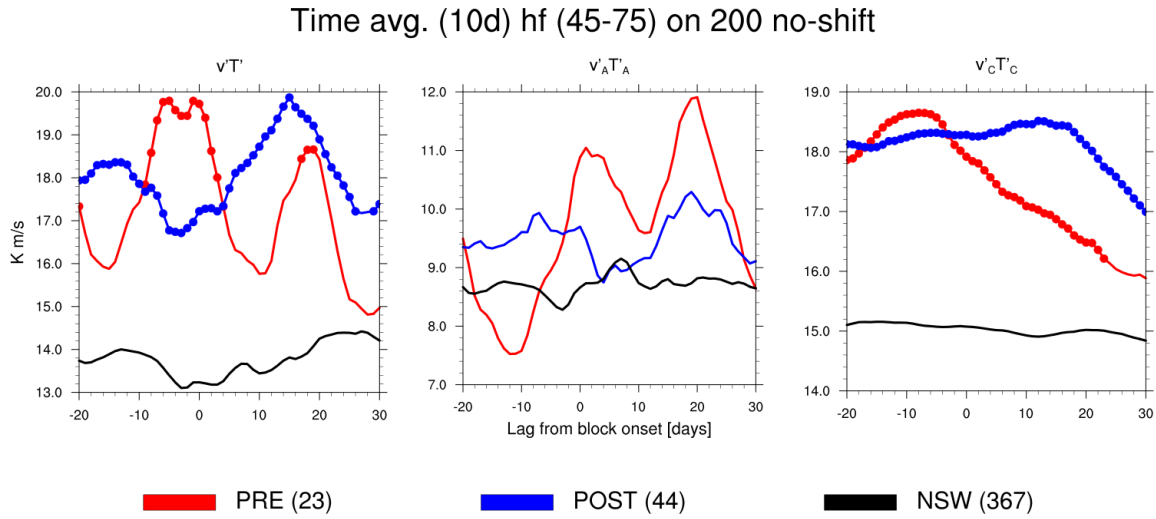 Time avg. (10d) hf (45-75) on 200 no-shift
v'T'
v'AT'A
v'CT'C
K m/s
20.0
19.0
18.0
17.0
16.0
15.0
14.0
13.0
-20 -10 0 10 20 30
12.0
11.0
10.0
9.0
8.0
7.0
-20 -10 0 10 20 30
19.0
18.0
17.0
16.0
15.0
14.0
-20 -10 0 10 20 30
Lag from block onset [days]
PRE (23)
POST (44)
NSW (367)